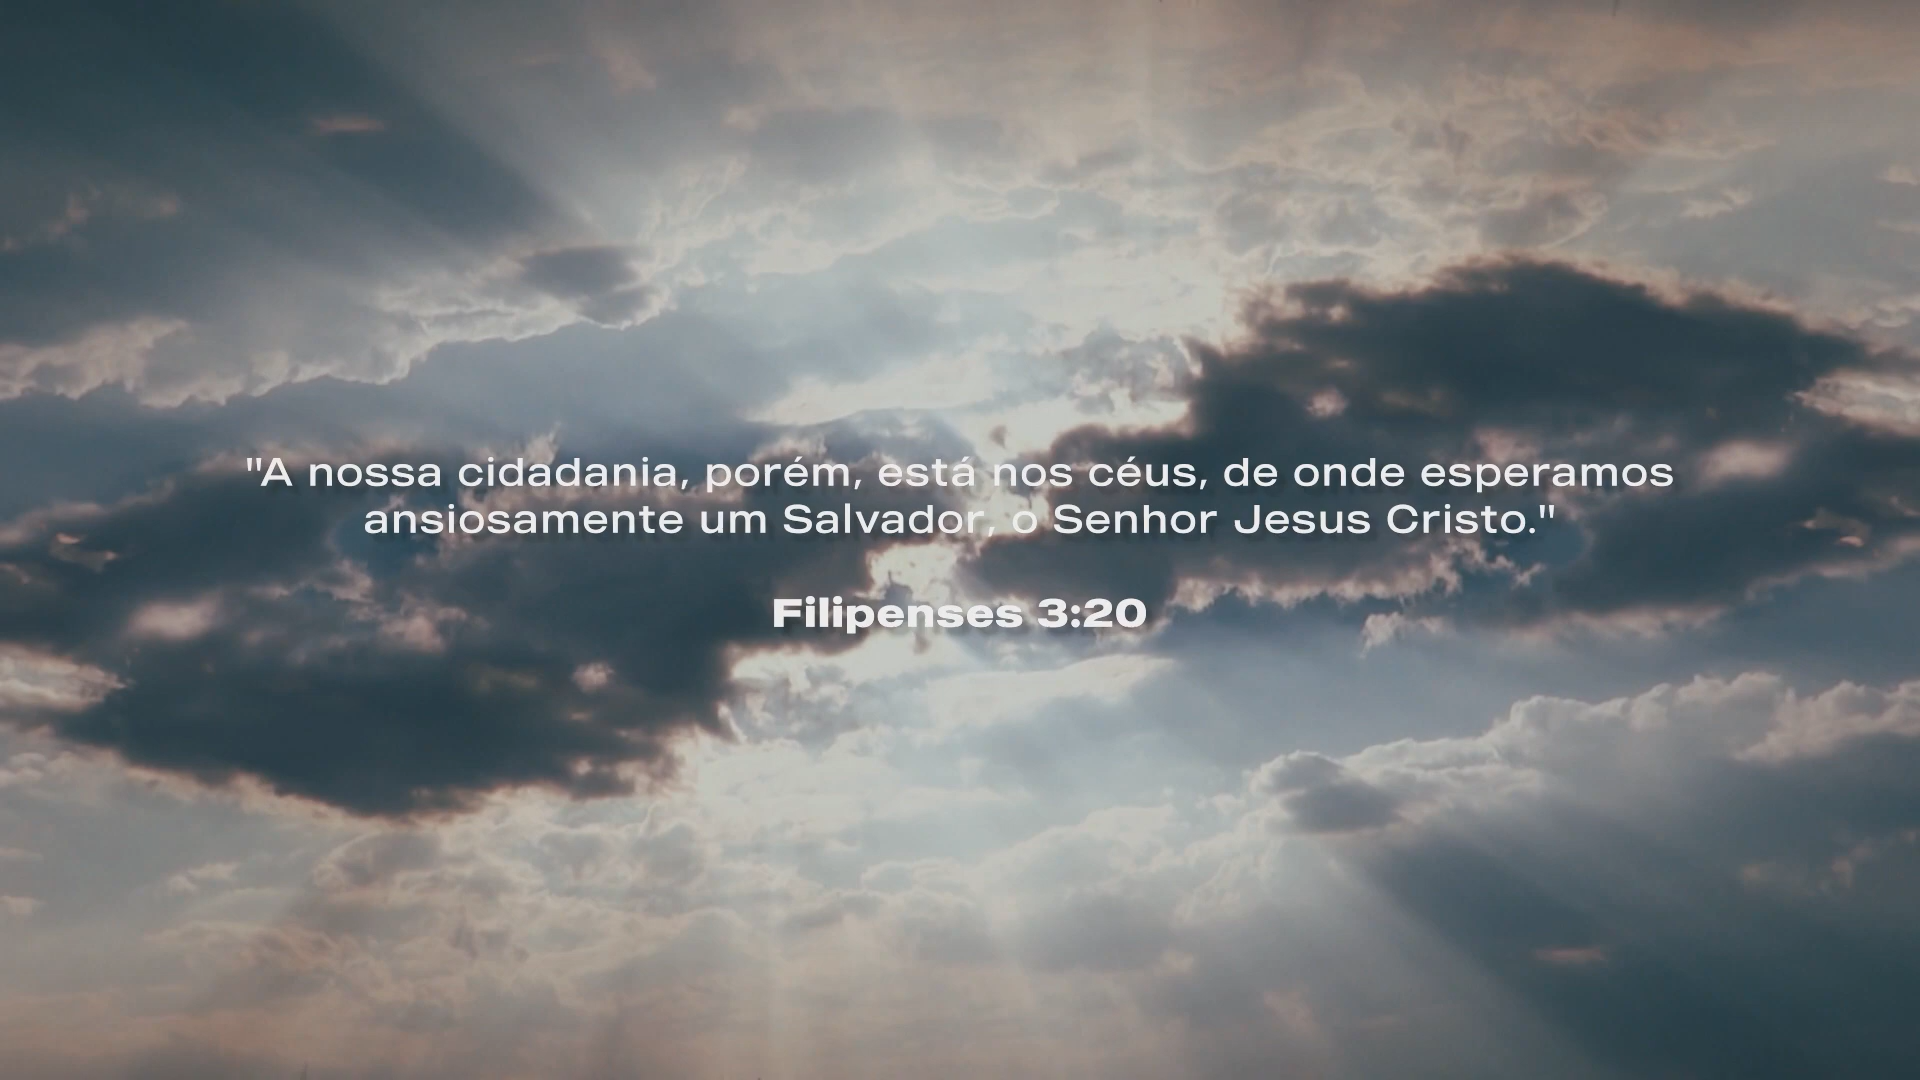 "A nossa cidadania, porém, está nos céus, de onde esperamos
ansiosamente um Salvador, o Senhor Jesus Cristo."
Filipenses 3:20